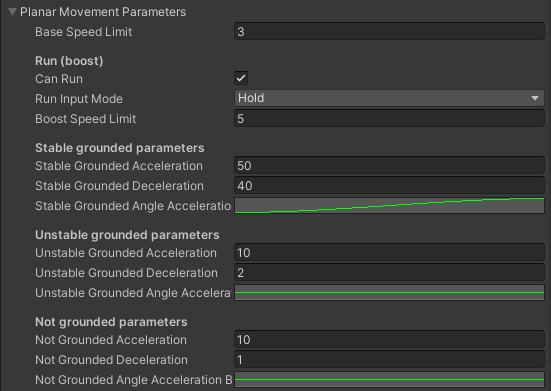 Planar Movement Parameters
Base Speed Limit 3
Run (boost)
Can Run
Run Input Mode Hold
Boost Speed Limit 5
Stable grounded parameters
Stable Grounded Acceleration 50
Stable Grounded Deceleration 40
Stable Grounded Angle Acceleratio
Unstable grounded parameters
Unstable Grounded Acceleration 10
Unstable Grounded Deceleration 2
Unstable Grounded Angle Accelera
Not grounded parameters
Not Grounded Acceleration 10
Not Grounded Deceleration 1
Not Grounded Angle Acceleration B